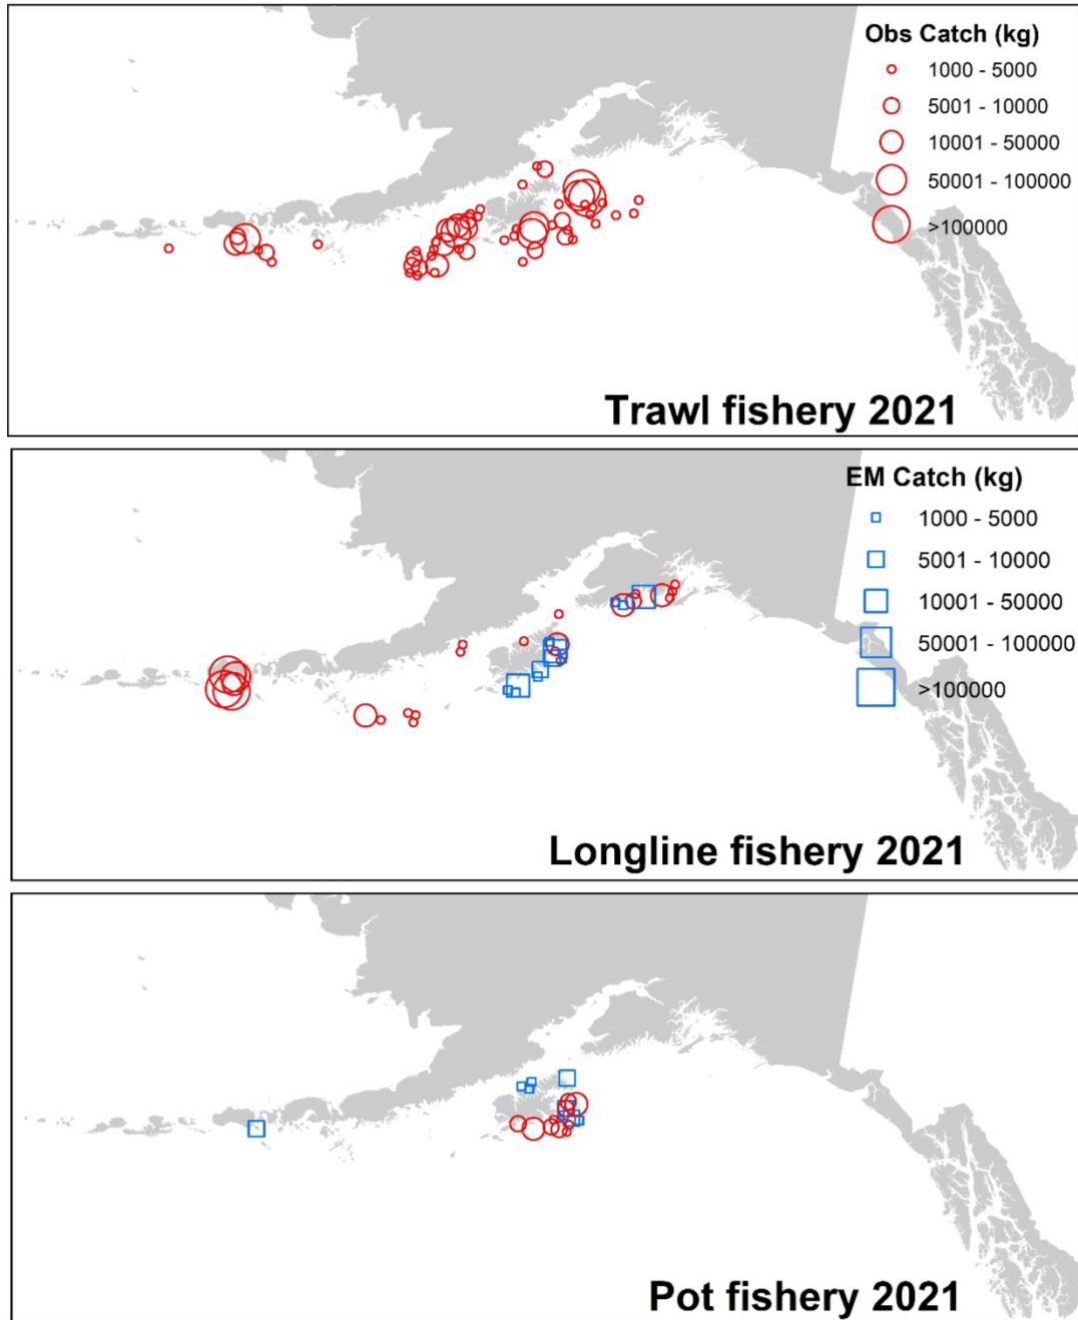 Obs Catch (kg)
1000 - 5000
5001 - 10000
10001 - 50000
50001 - 100000
>100000
Trawl fishery 2021
EM Catch (kg)
1000 - 5000
5001 - 10000
10001 - 50000
50001 - 100000
>100000
Longline fishery 2021
Pot fishery 2021